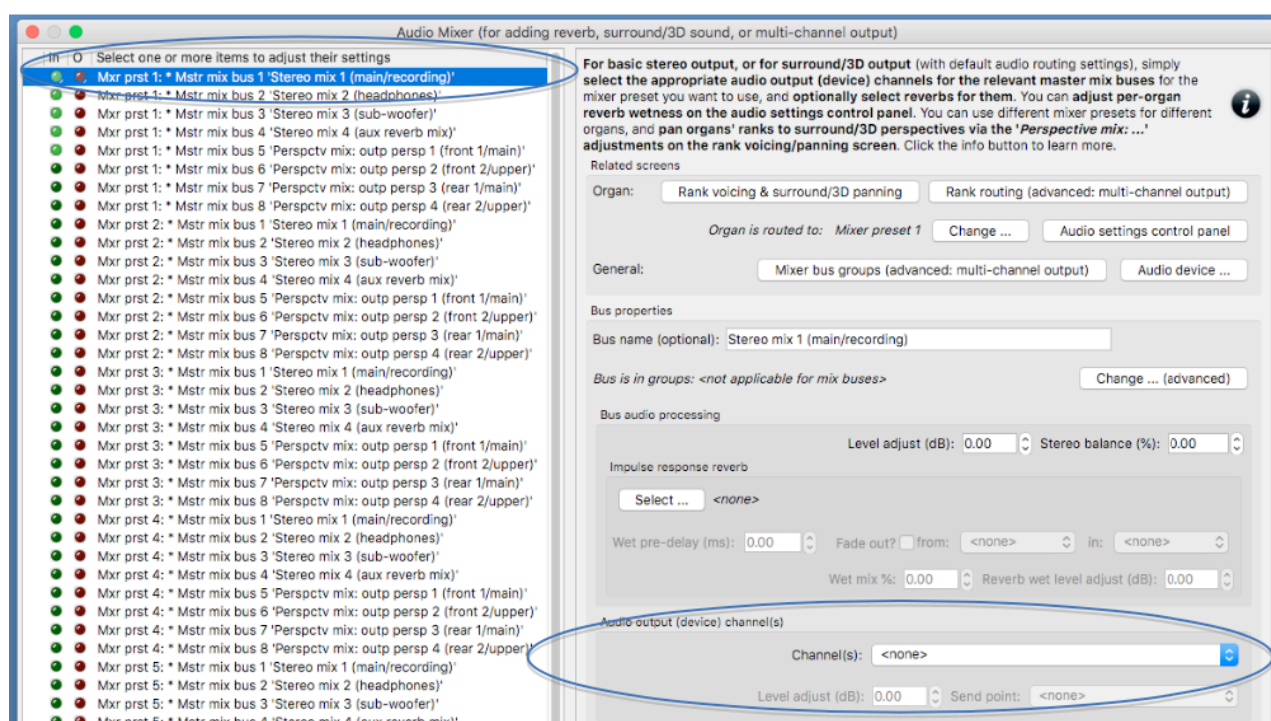 Audio Mixer (for adding reverb, surround/3D sound, or multi-channel output)
In O Select one or more items to adjust their settings
Mxr prst 1: * Mstr mix bus 1 'Stereo mix 1 (main/recording)'
Mxr prst 1: * Mstr mix bus 2 'Stereo mix 2 (headphones)'
Mxr prst 1: * Mstr mix bus 3 'Stereo mix 3 (sub-woofer)'
Mxr prst 1: * Mstr mix bus 4 'Stereo mix 4 (aux reverb mix)'
Mxr prst 1: * Mstr mix bus 5 'Perspctv mix: outp persp 1 (front 1/main)'
Mxr prst 1: * Mstr mix bus 6 'Perspctv mix: outp persp 2 (front 2/upper)'
Mxr prst 1: * Mstr mix bus 7 'Perspctv mix: outp persp 3 (rear 1/main)'
Mxr prst 1: * Mstr mix bus 8 'Perspctv mix: outp persp 4 (rear 2/upper)'
Mxr prst 2: * Mstr mix bus 1 'Stereo mix 1 (main/recording)'
Mxr prst 2: * Mstr mix bus 2 'Stereo mix 2 (headphones)'
Mxr prst 2: * Mstr mix bus 3 'Stereo mix 3 (sub-woofer)'
Mxr prst 2: * Mstr mix bus 4 'Stereo mix 4 (aux reverb mix)'
Mxr prst 2: * Mstr mix bus 5 'Perspctv mix: outp persp 1 (front 1/main)'
Mxr prst 2: * Mstr mix bus 6 'Perspctv mix: outp persp 2 (front 2/upper)'
Mxr prst 2: * Mstr mix bus 7 'Perspctv mix: outp persp 3 (rear 1/main)'
Mxr prst 2: * Mstr mix bus 8 'Perspctv mix: outp persp 4 (rear 2/upper)'
Mxr prst 3: * Mstr mix bus 1 'Stereo mix 1 (main/recording)'
Mxr prst 3: * Mstr mix bus 2 'Stereo mix 2 (headphones)'
Mxr prst 3: * Mstr mix bus 3 'Stereo mix 3 (sub-woofer)'
Mxr prst 3: * Mstr mix bus 4 'Stereo mix 4 (aux reverb mix)'
Mxr prst 3: * Mstr mix bus 5 'Perspctv mix: outp persp 1 (front 1/main)'
Mxr prst 3: * Mstr mix bus 6 'Perspctv mix: outp persp 2 (front 2/upper)'
Mxr prst 3: * Mstr mix bus 7 'Perspctv mix: outp persp 3 (rear 1/main)'
Mxr prst 3: * Mstr mix bus 8 'Perspctv mix: outp persp 4 (rear 2/upper)'
Mxr prst 4: * Mstr mix bus 1 'Stereo mix 1 (main/recording)'
Mxr prst 4: * Mstr mix bus 2 'Stereo mix 2 (headphones)'
Mxr prst 4: * Mstr mix bus 3 'Stereo mix 3 (sub-woofer)'
Mxr prst 4: * Mstr mix bus 4 'Stereo mix 4 (aux reverb mix)'
Mxr prst 4: * Mstr mix bus 5 'Perspctv mix: outp persp 1 (front 1/main)'
Mxr prst 4: * Mstr mix bus 6 'Perspctv mix: outp persp 2 (front 2/upper)'
Mxr prst 4: * Mstr mix bus 7 'Perspctv mix: outp persp 3 (rear 1/main)'
Mxr prst 4: * Mstr mix bus 8 'Perspctv mix: outp persp 4 (rear 2/upper)'
Mxr prst 5: * Mstr mix bus 1 'Stereo mix 1 (main/recording)'
Mxr prst 5: * Mstr mix bus 2 'Stereo mix 2 (headphones)'
Mxr prst 5: * Mstr mix bus 3 'Stereo mix 3 (sub-woofer)'
Mxr prst 5: * Mstr mix bus 4 'Stereo mix 4 (aux reverb mix)'
For basic stereo output, or for surround/3D output (with default audio routing settings), simply
select the appropriate audio output (device) channels for the relevant master mix buses for the
mixer preset you want to use, and optionally select reverbs for them. You can adjust per-organ
reverb wetness on the audio settings control panel. You can use different mixer presets for different
organs, and pan organs' ranks to surround/3D perspectives via the 'Perspective mix: ...'
adjustments on the rank voicing/panning screen. Click the info button to learn more.
i
Related screens
Organ: Rank voicing & surround/3D panning Rank routing (advanced: multi-channel output)
Organ is routed to: Mixer preset 1 Change ... Audio settings control panel
General: Mixer bus groups (advanced: multi-channel output) Audio device ...
Bus properties
Bus name (optional): Stereo mix 1 (main/recording)
Bus is in groups: <not applicable for mix buses> Change ... (advanced)
Bus audio processing
Level adjust (dB): 0.00 Stereo balance (%): 0.00
Impulse response reverb
Select ... <none>
Wet pre-delay (ms): 0.00 Fade out? from: <none> in: <none>
Wet mix %: 0.00 Reverb wet level adjust (dB): 0.00
Audio output (device) channel(s)
Channel(s): <none>
Level adjust (dB): 0.00 Send point: <none>